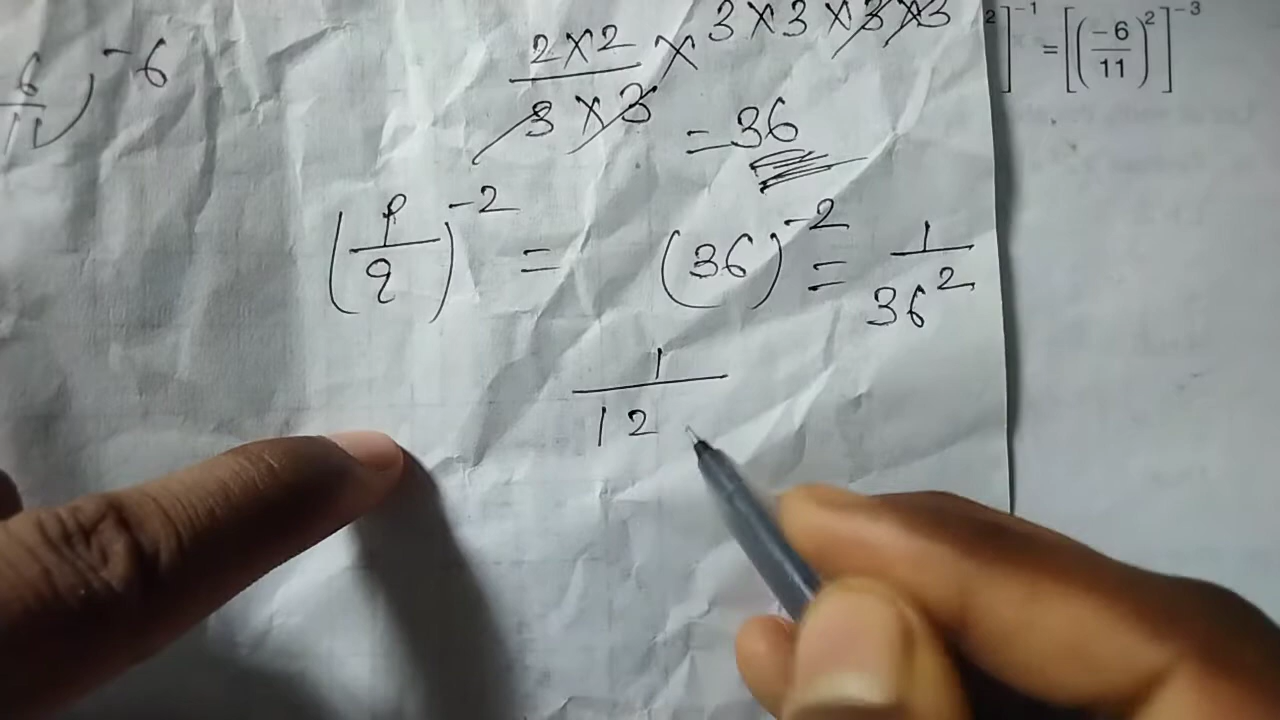 2×2/3×3 × 3×3×3×3
= 36
(6/11)^-6
]^-1 = [(-6/11)^2]^-3
(p/q)^-2 = (36)^-2 = 1/36^2
1/12